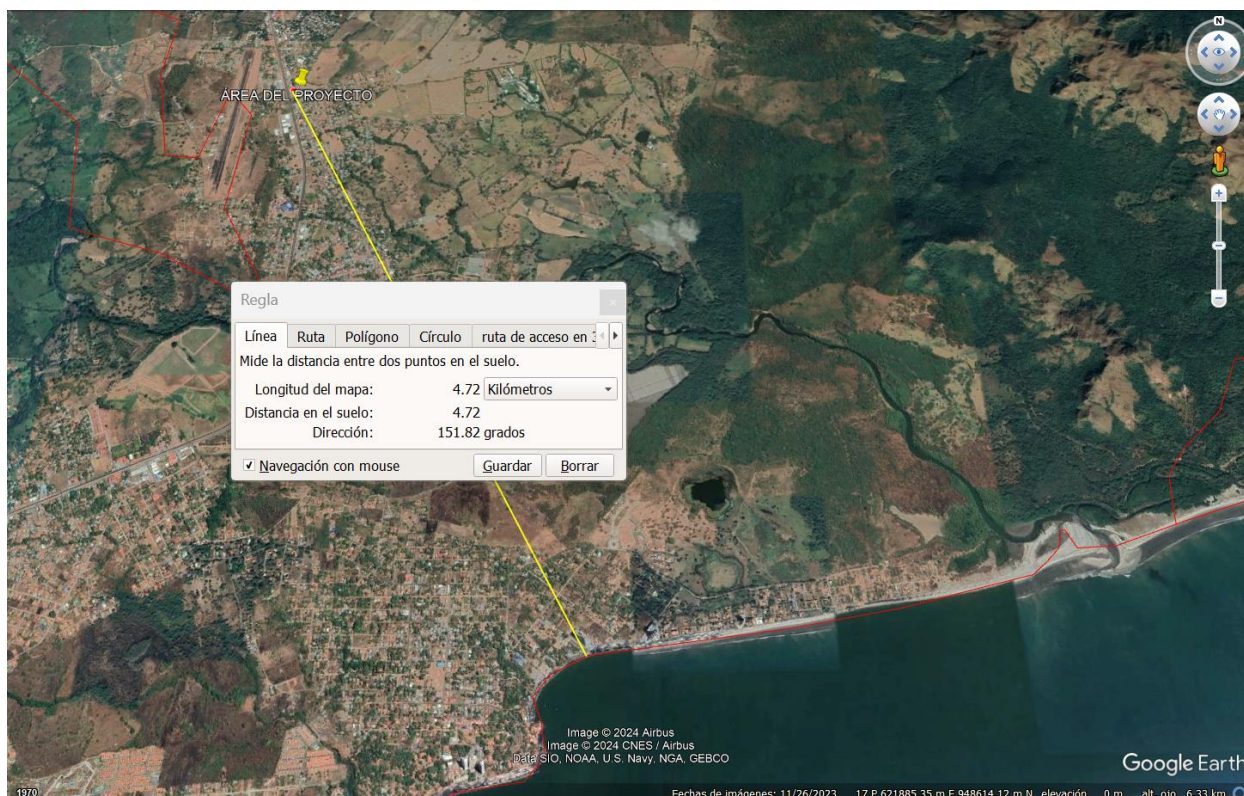 N
ÁREA DEL PROYECTO
Regla
Línea Ruta Polígono Círculo ruta de acceso en 3
Mide la distancia entre dos puntos en el suelo.
Longitud del mapa: 4.72 Kilómetros
Distancia en el suelo: 4.72
Dirección: 151.82 grados
Navegación con mouse Guardar Borrar
Image © 2024 Airbus
Image © 2024 CNES / Airbus
Data SIO, NOAA, U.S. Navy, NGA, GEBCO
Google Earth
1970
Fechas de imágenes: 11/26/2023 17 P 621885.35 m E 948614.12 m N elevación 0 m alt. ojo 6.33 km